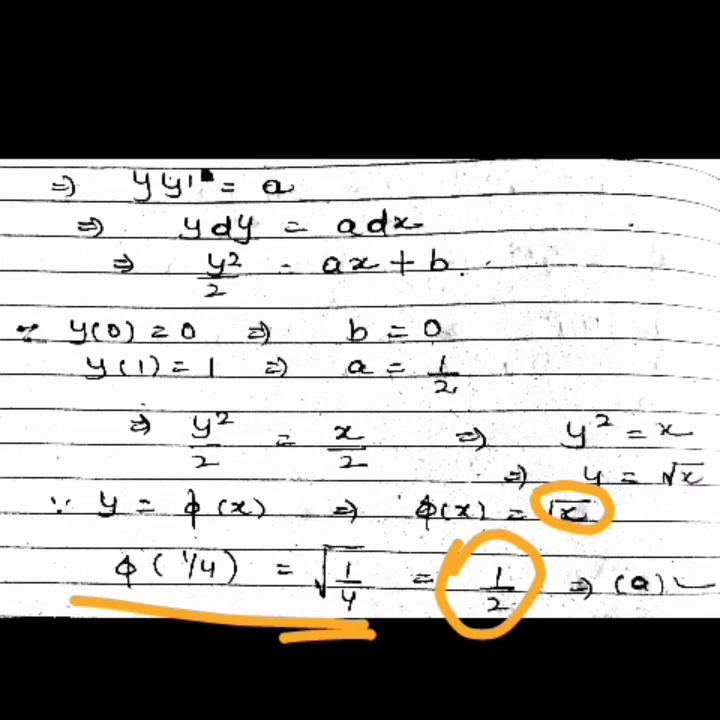 ⇒ yy' = a
⇒ ydy = adx
⇒ y²/2 = ax + b.
∵ y(0) = 0 ⇒ b = 0
y(1) = 1 ⇒ a = 1/2
⇒ y²/2 = x/2 ⇒ y² = x
⇒ y = √x
∵ y = ϕ(x) ⇒ ϕ(x) = √x
ϕ(1/4) = √1/4 = 1/2 ⇒ (a)